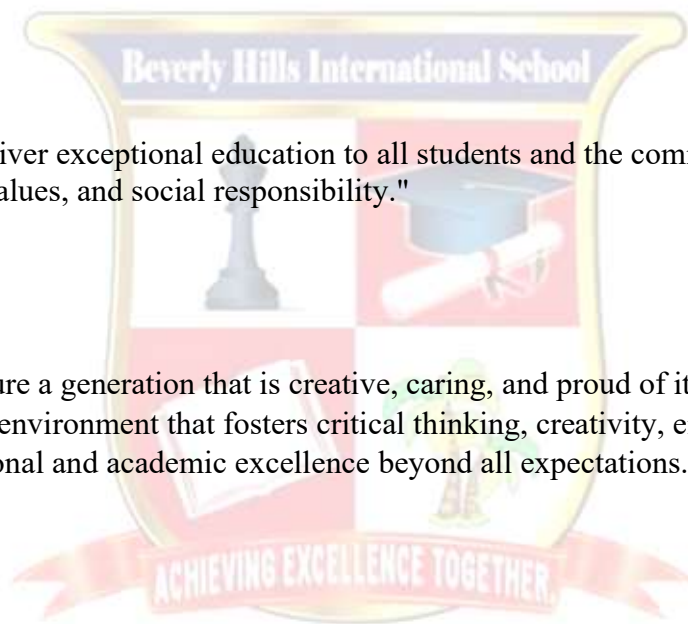 Beverly Hills International School
iver exceptional education to all students and the com
alues, and social responsibility."
ure a generation that is creative, caring, and proud of it
environment that fosters critical thinking, creativity, e
onal and academic excellence beyond all expectations.
ACHIEVING EXCELLENCE TOGETHER.